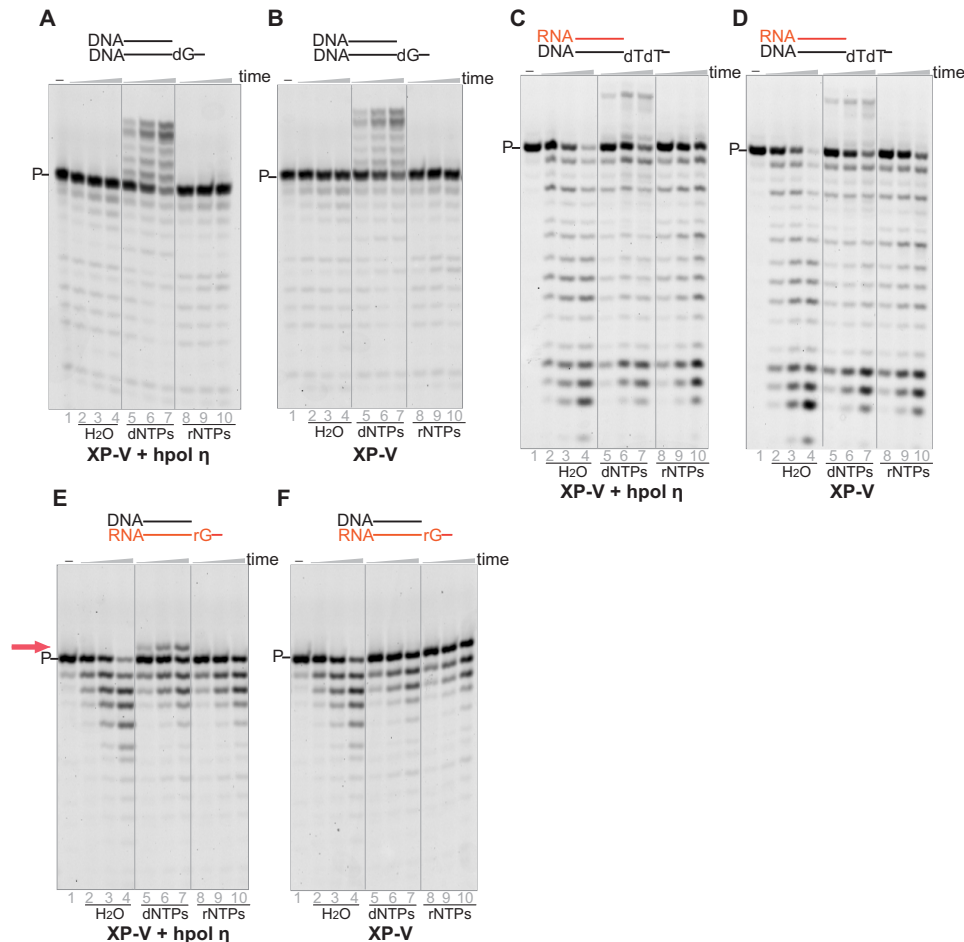 A
DNA
DNA dG
– time
P
1 2 3 4 5 6 7 8 9 10
H2O dNTPs rNTPs
XP-V + hpol η
B
DNA
DNA dG
– time
P
1 2 3 4 5 6 7 8 9 10
H2O dNTPs rNTPs
XP-V
C
RNA
DNA dTdT
– time
P
1 2 3 4 5 6 7 8 9 10
H2O dNTPs rNTPs
XP-V + hpol η
D
RNA
DNA dTdT
– time
P
1 2 3 4 5 6 7 8 9 10
H2O dNTPs rNTPs
XP-V
E
DNA
RNA rG
– time
P
1 2 3 4 5 6 7 8 9 10
H2O dNTPs rNTPs
XP-V + hpol η
F
DNA
RNA rG
– time
P
1 2 3 4 5 6 7 8 9 10
H2O dNTPs rNTPs
XP-V